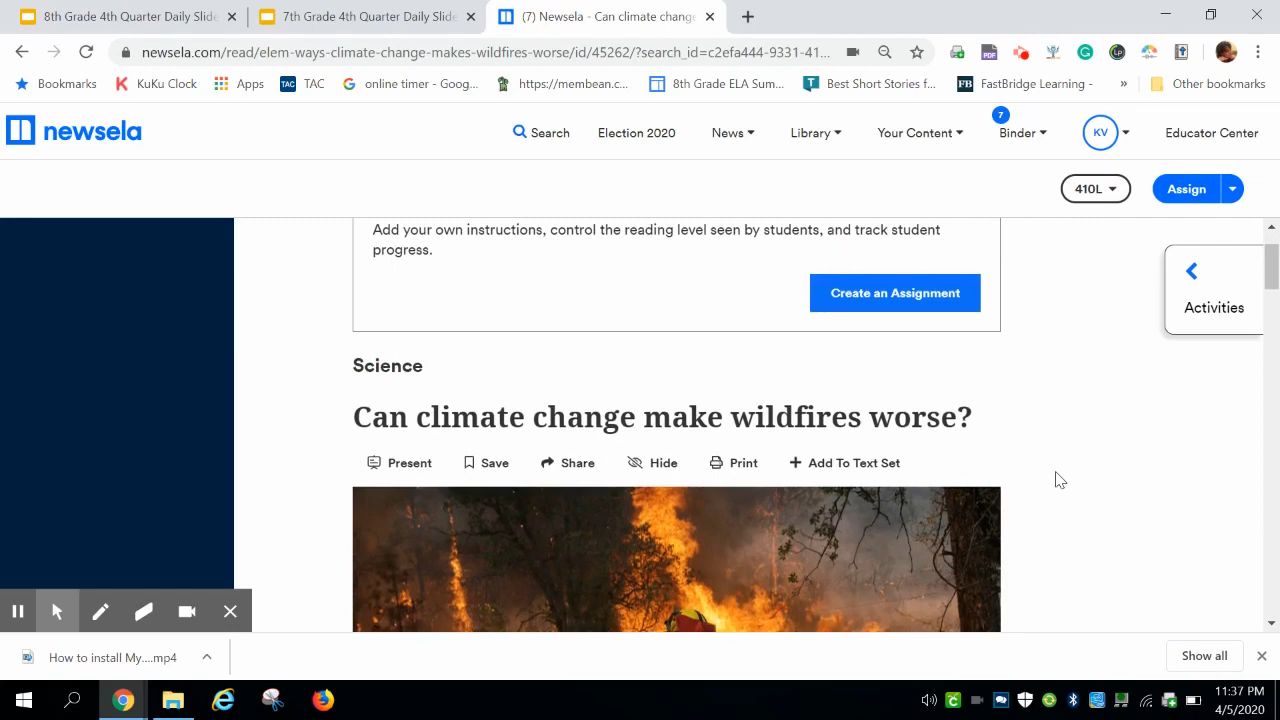 8th Grade 4th Quarter Daily Slide
7th Grade 4th Quarter Daily Slide
(7) Newsela - Can climate chang
newsela.com/read/elem-ways-climate-change-makes-wildfires-worse/id/45262/?search_id=c2efa444-9331-41...
Bookmarks
KuKu Clock
Apps
TAC TAC
online timer - Goog...
https://membean.c...
8th Grade ELA Sum...
Best Short Stories f...
FB FastBridge Learning -
»
Other bookmarks
newsela
Search
Election 2020
News
Library
Your Content
7
Binder
KV
Educator Center
410L
Assign
Add your own instructions, control the reading level seen by students, and track student
progress.
Create an Assignment
Activities
Science
Can climate change make wildfires worse?
Present
Save
Share
Hide
Print
Add To Text Set
How to install My....mp4
Show all
11:37 PM
4/5/2020